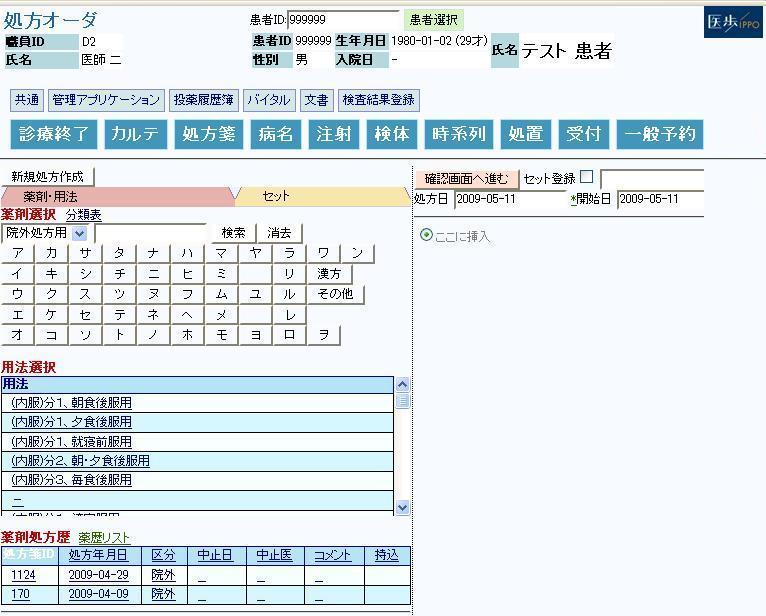 処方オーダ
患者ID: 999999 患者選択
医歩 IPPO
職員ID D2
患者ID 999999 生年月日 1980-01-02 (29才) 氏名 テスト 患者
氏名 医師 二
性別 男 入院日 -
共通 管理アプリケーション 投薬履歴簿 バイタル 文書 検査結果登録
診療終了 カルテ 処方箋 病名 注射 検体 時系列 処置 受付 一般予約
新規処方作成
薬剤・用法 セット
薬剤選択 分類表
院外処方用 検索 消去
ア カ サ タ ナ ハ マ ヤ ラ ワ ン
イ キ シ チ ニ ヒ ミ リ 漢方
ウ ク ス ツ ヌ フ ム ユ ル その他
エ ケ セ テ ネ ヘ メ レ
オ コ ソ ト ノ ホ モ ヨ ロ ヲ
用法選択
用法
(内服)分1、朝食後服用
(内服)分1、夕食後服用
(内服)分1、就寝前服用
(内服)分2、朝・夕食後服用
(内服)分3、毎食後服用
二
薬剤処方歴 薬歴リスト
処方箋ID 処方年月日 区分 中止日 中止医 コメント 持込
1124 2009-04-29 院外 _ _ _
170 2009-04-09 院外 _ _ _
確認画面へ進む セット登録
処方日 2009-05-11 *開始日 2009-05-11
ここに挿入